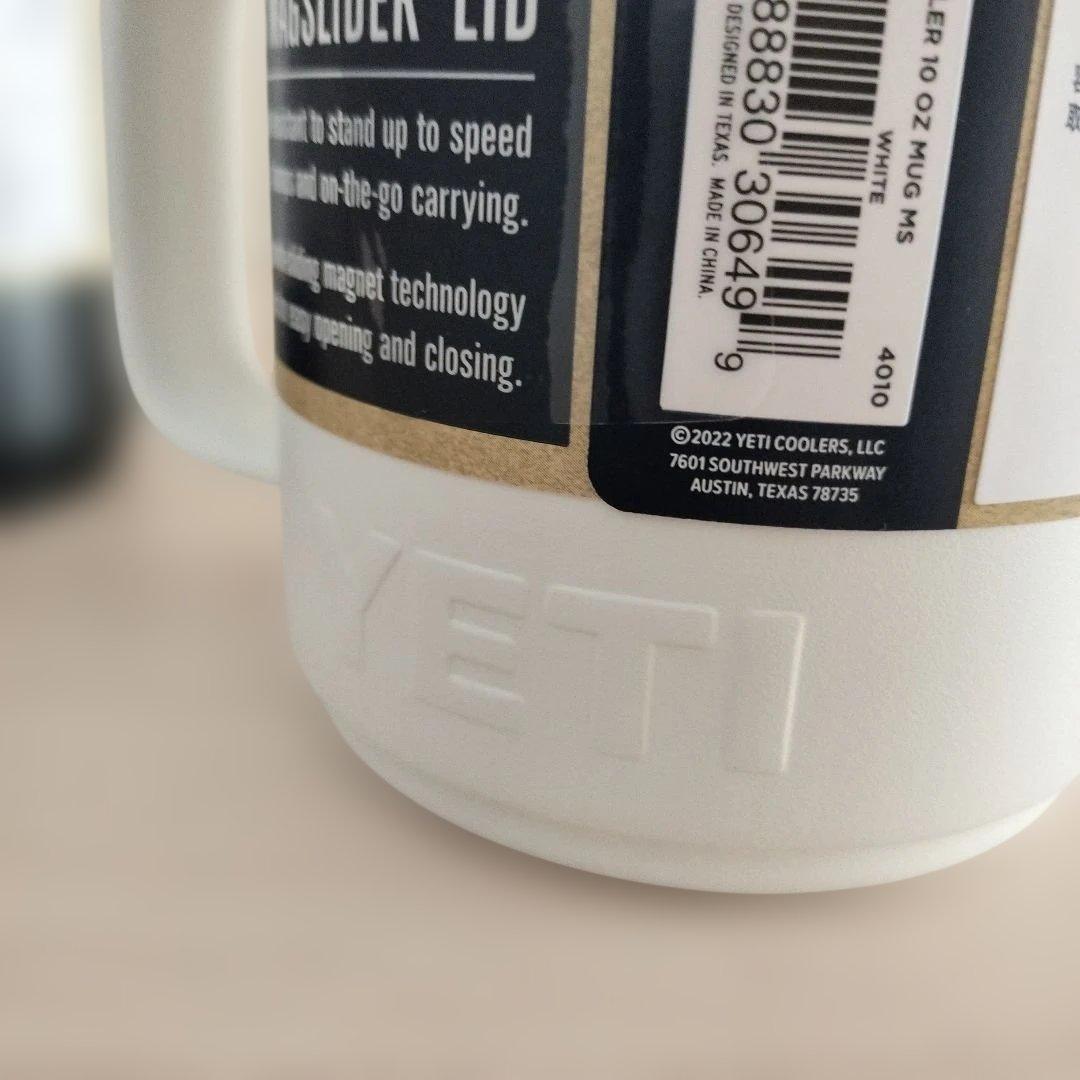 MAGSLIDER LID
to stand up to speed
and on-the-go carrying.
magnet technology
easy opening and closing.
LER 10 OZ MUG MS
WHITE
4010
88830 30649 9
DESIGNED IN TEXAS. MADE IN CHINA.
©2022 YETI COOLERS, LLC
7601 SOUTHWEST PARKWAY
AUSTIN, TEXAS 78735
YETI